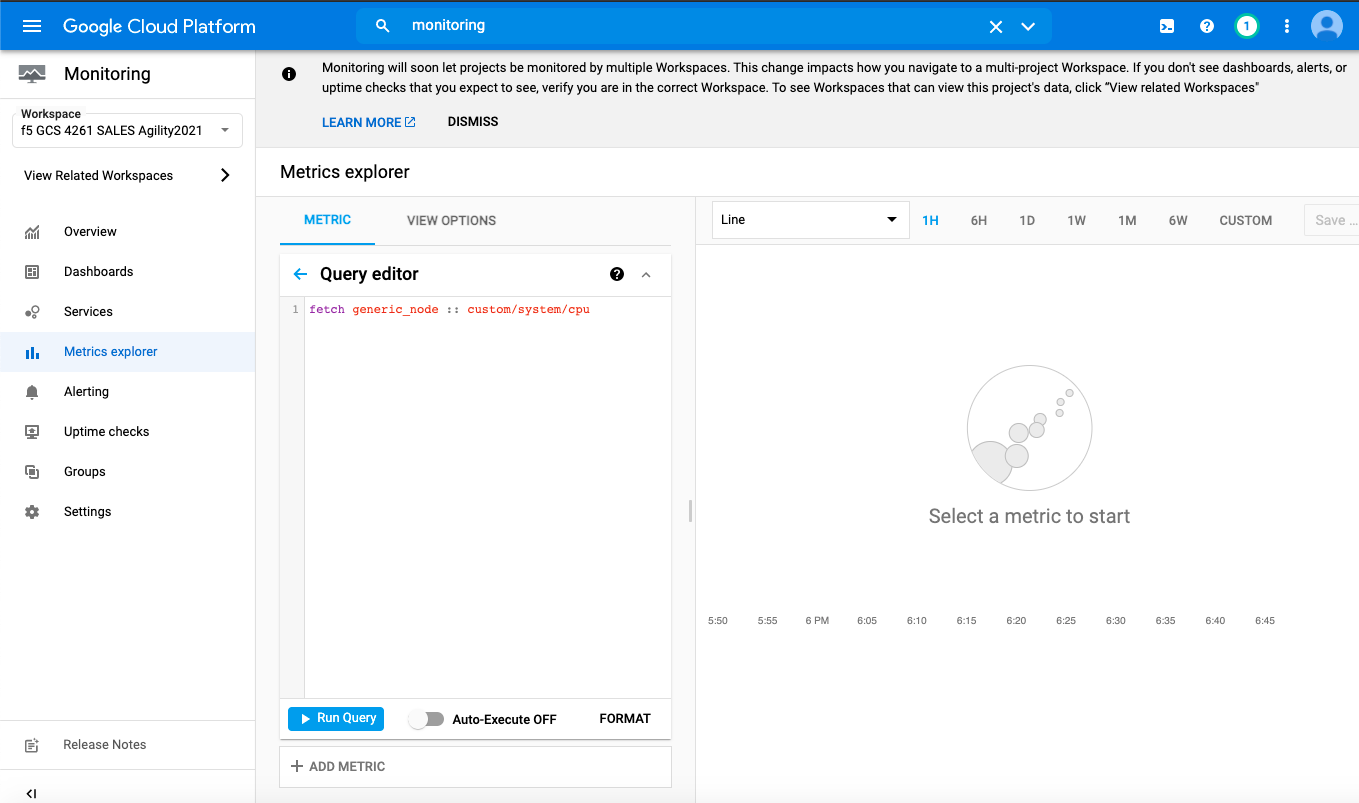 Google Cloud Platform
monitoring
1
Monitoring
Workspace
f5 GCS 4261 SALES Agility2021
View Related Workspaces
Overview
Dashboards
Services
Metrics explorer
Alerting
Uptime checks
Groups
Settings
Release Notes
Monitoring will soon let projects be monitored by multiple Workspaces. This change impacts how you navigate to a multi-project Workspace. If you don't see dashboards, alerts, or
uptime checks that you expect to see, verify you are in the correct Workspace. To see Workspaces that can view this project's data, click "View related Workspaces"
LEARN MORE DISMISS
Metrics explorer
METRIC VIEW OPTIONS
Query editor
1 fetch generic_node :: custom/system/cpu
Run Query Auto-Execute OFF FORMAT
ADD METRIC
Line 1H 6H 1D 1W 1M 6W CUSTOM Save ...
Select a metric to start
5:50 5:55 6 PM 6:05 6:10 6:15 6:20 6:25 6:30 6:35 6:40 6:45